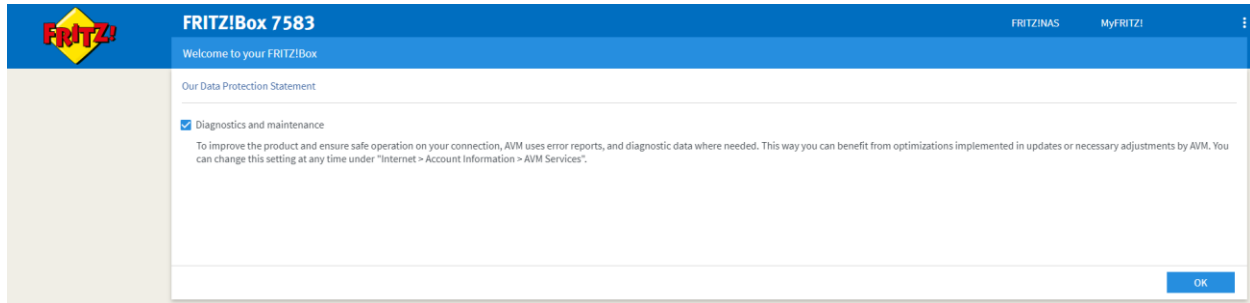 FRITZ!
FRITZ!Box 7583
FRITZ!NAS
MyFRITZ!
Welcome to your FRITZ!Box
Our Data Protection Statement
Diagnostics and maintenance
To improve the product and ensure safe operation on your connection, AVM uses error reports, and diagnostic data where needed. This way you can benefit from optimizations implemented in updates or necessary adjustments by AVM. You
can change this setting at any time under "Internet > Account Information > AVM Services".
OK